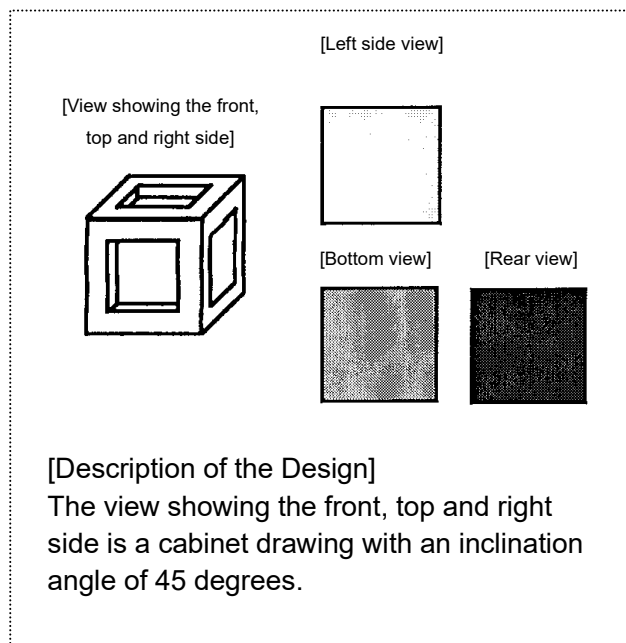 [Left side view]
[View showing the front,
top and right side]
[Bottom view]
[Rear view]
[Description of the Design]
The view showing the front, top and right
side is a cabinet drawing with an inclination
angle of 45 degrees.